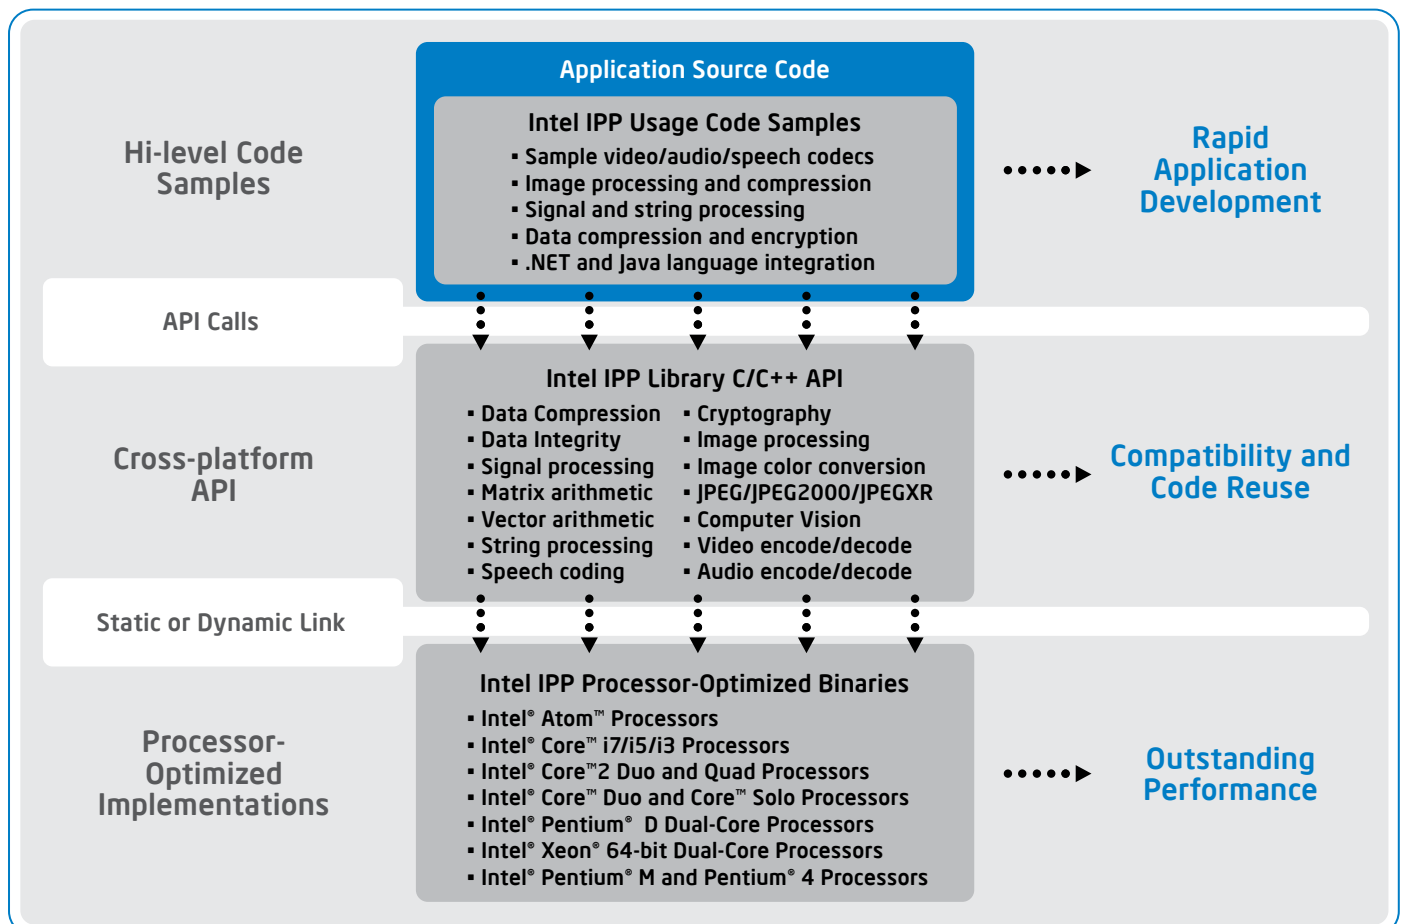 Application Source Code
Intel IPP Usage Code Samples
▪ Sample video/audio/speech codecs
▪ Image processing and compression
▪ Signal and string processing
▪ Data compression and encryption
▪ .NET and Java language integration
Hi-level Code
Samples
Rapid
Application
Development
API Calls
Intel IPP Library C/C++ API
▪ Data Compression
▪ Data Integrity
▪ Signal processing
▪ Matrix arithmetic
▪ Vector arithmetic
▪ String processing
▪ Speech coding
▪ Cryptography
▪ Image processing
▪ Image color conversion
▪ JPEG/JPEG2000/JPEGXR
▪ Computer Vision
▪ Video encode/decode
▪ Audio encode/decode
Cross-platform
API
Compatibility and
Code Reuse
Static or Dynamic Link
Intel IPP Processor-Optimized Binaries
▪ Intel® Atom™ Processors
▪ Intel® Core™ i7/i5/i3 Processors
▪ Intel® Core™2 Duo and Quad Processors
▪ Intel® Core™ Duo and Core™ Solo Processors
▪ Intel® Pentium® D Dual-Core Processors
▪ Intel® Xeon® 64-bit Dual-Core Processors
▪ Intel® Pentium® M and Pentium® 4 Processors
Processor-
Optimized
Implementations
Outstanding
Performance